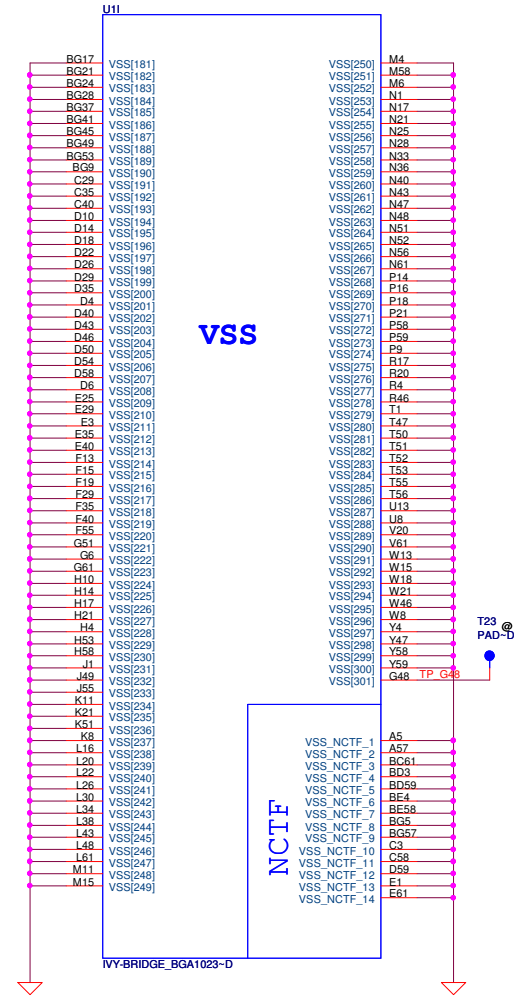 U1I
BG17 VSS[181]
BG21 VSS[182]
BG24 VSS[183]
BG28 VSS[184]
BG37 VSS[185]
BG41 VSS[186]
BG45 VSS[187]
BG49 VSS[188]
BG53 VSS[189]
BG9 VSS[190]
C29 VSS[191]
C35 VSS[192]
C40 VSS[193]
D10 VSS[194]
D14 VSS[195]
D18 VSS[196]
D22 VSS[197]
D26 VSS[198]
D29 VSS[199]
D35 VSS[200]
D4 VSS[201]
D40 VSS[202]
D43 VSS[203]
D46 VSS[204]
D50 VSS[205]
D54 VSS[206]
D58 VSS[207]
D6 VSS[208]
E25 VSS[209]
E29 VSS[210]
E3 VSS[211]
E35 VSS[212]
E40 VSS[213]
F13 VSS[214]
F15 VSS[215]
F19 VSS[216]
F29 VSS[217]
F35 VSS[218]
F40 VSS[219]
F55 VSS[220]
G51 VSS[221]
G6 VSS[222]
G61 VSS[223]
H10 VSS[224]
H14 VSS[225]
H17 VSS[226]
H21 VSS[227]
H4 VSS[228]
H53 VSS[229]
H58 VSS[230]
J1 VSS[231]
J49 VSS[232]
J55 VSS[233]
K11 VSS[234]
K21 VSS[235]
K51 VSS[236]
K8 VSS[237]
L16 VSS[238]
L20 VSS[239]
L22 VSS[240]
L26 VSS[241]
L30 VSS[242]
L34 VSS[243]
L38 VSS[244]
L43 VSS[245]
L48 VSS[246]
L61 VSS[247]
M11 VSS[248]
M15 VSS[249]
VSS
VSS[250] M4
VSS[251] M58
VSS[252] M6
VSS[253] N1
VSS[254] N17
VSS[255] N21
VSS[256] N25
VSS[257] N28
VSS[258] N33
VSS[259] N36
VSS[260] N40
VSS[261] N43
VSS[262] N47
VSS[263] N48
VSS[264] N51
VSS[265] N52
VSS[266] N56
VSS[267] N61
VSS[268] P14
VSS[269] P16
VSS[270] P18
VSS[271] P21
VSS[272] P58
VSS[273] P59
VSS[274] P9
VSS[275] R17
VSS[276] R20
VSS[277] R4
VSS[278] R46
VSS[279] T1
VSS[280] T47
VSS[281] T50
VSS[282] T51
VSS[283] T52
VSS[284] T53
VSS[285] T55
VSS[286] T56
VSS[287] U13
VSS[288] U8
VSS[289] V20
VSS[290] V61
VSS[291] W13
VSS[292] W15
VSS[293] W18
VSS[294] W21
VSS[295] W46
VSS[296] W8
VSS[297] Y4
VSS[298] Y47
VSS[299] Y58
VSS[300] Y59
VSS[301] G48 TP_G48
T23 @
PAD~D
NCTF
VSS_NCTF_1 A5
VSS_NCTF_2 A57
VSS_NCTF_3 BC61
VSS_NCTF_4 BD3
VSS_NCTF_5 BD59
VSS_NCTF_6 BE4
VSS_NCTF_7 BE58
VSS_NCTF_8 BG5
VSS_NCTF_9 BG57
VSS_NCTF_10 C3
VSS_NCTF_11 C58
VSS_NCTF_12 D59
VSS_NCTF_13 E1
VSS_NCTF_14 E61
IVY-BRIDGE_BGA1023~D